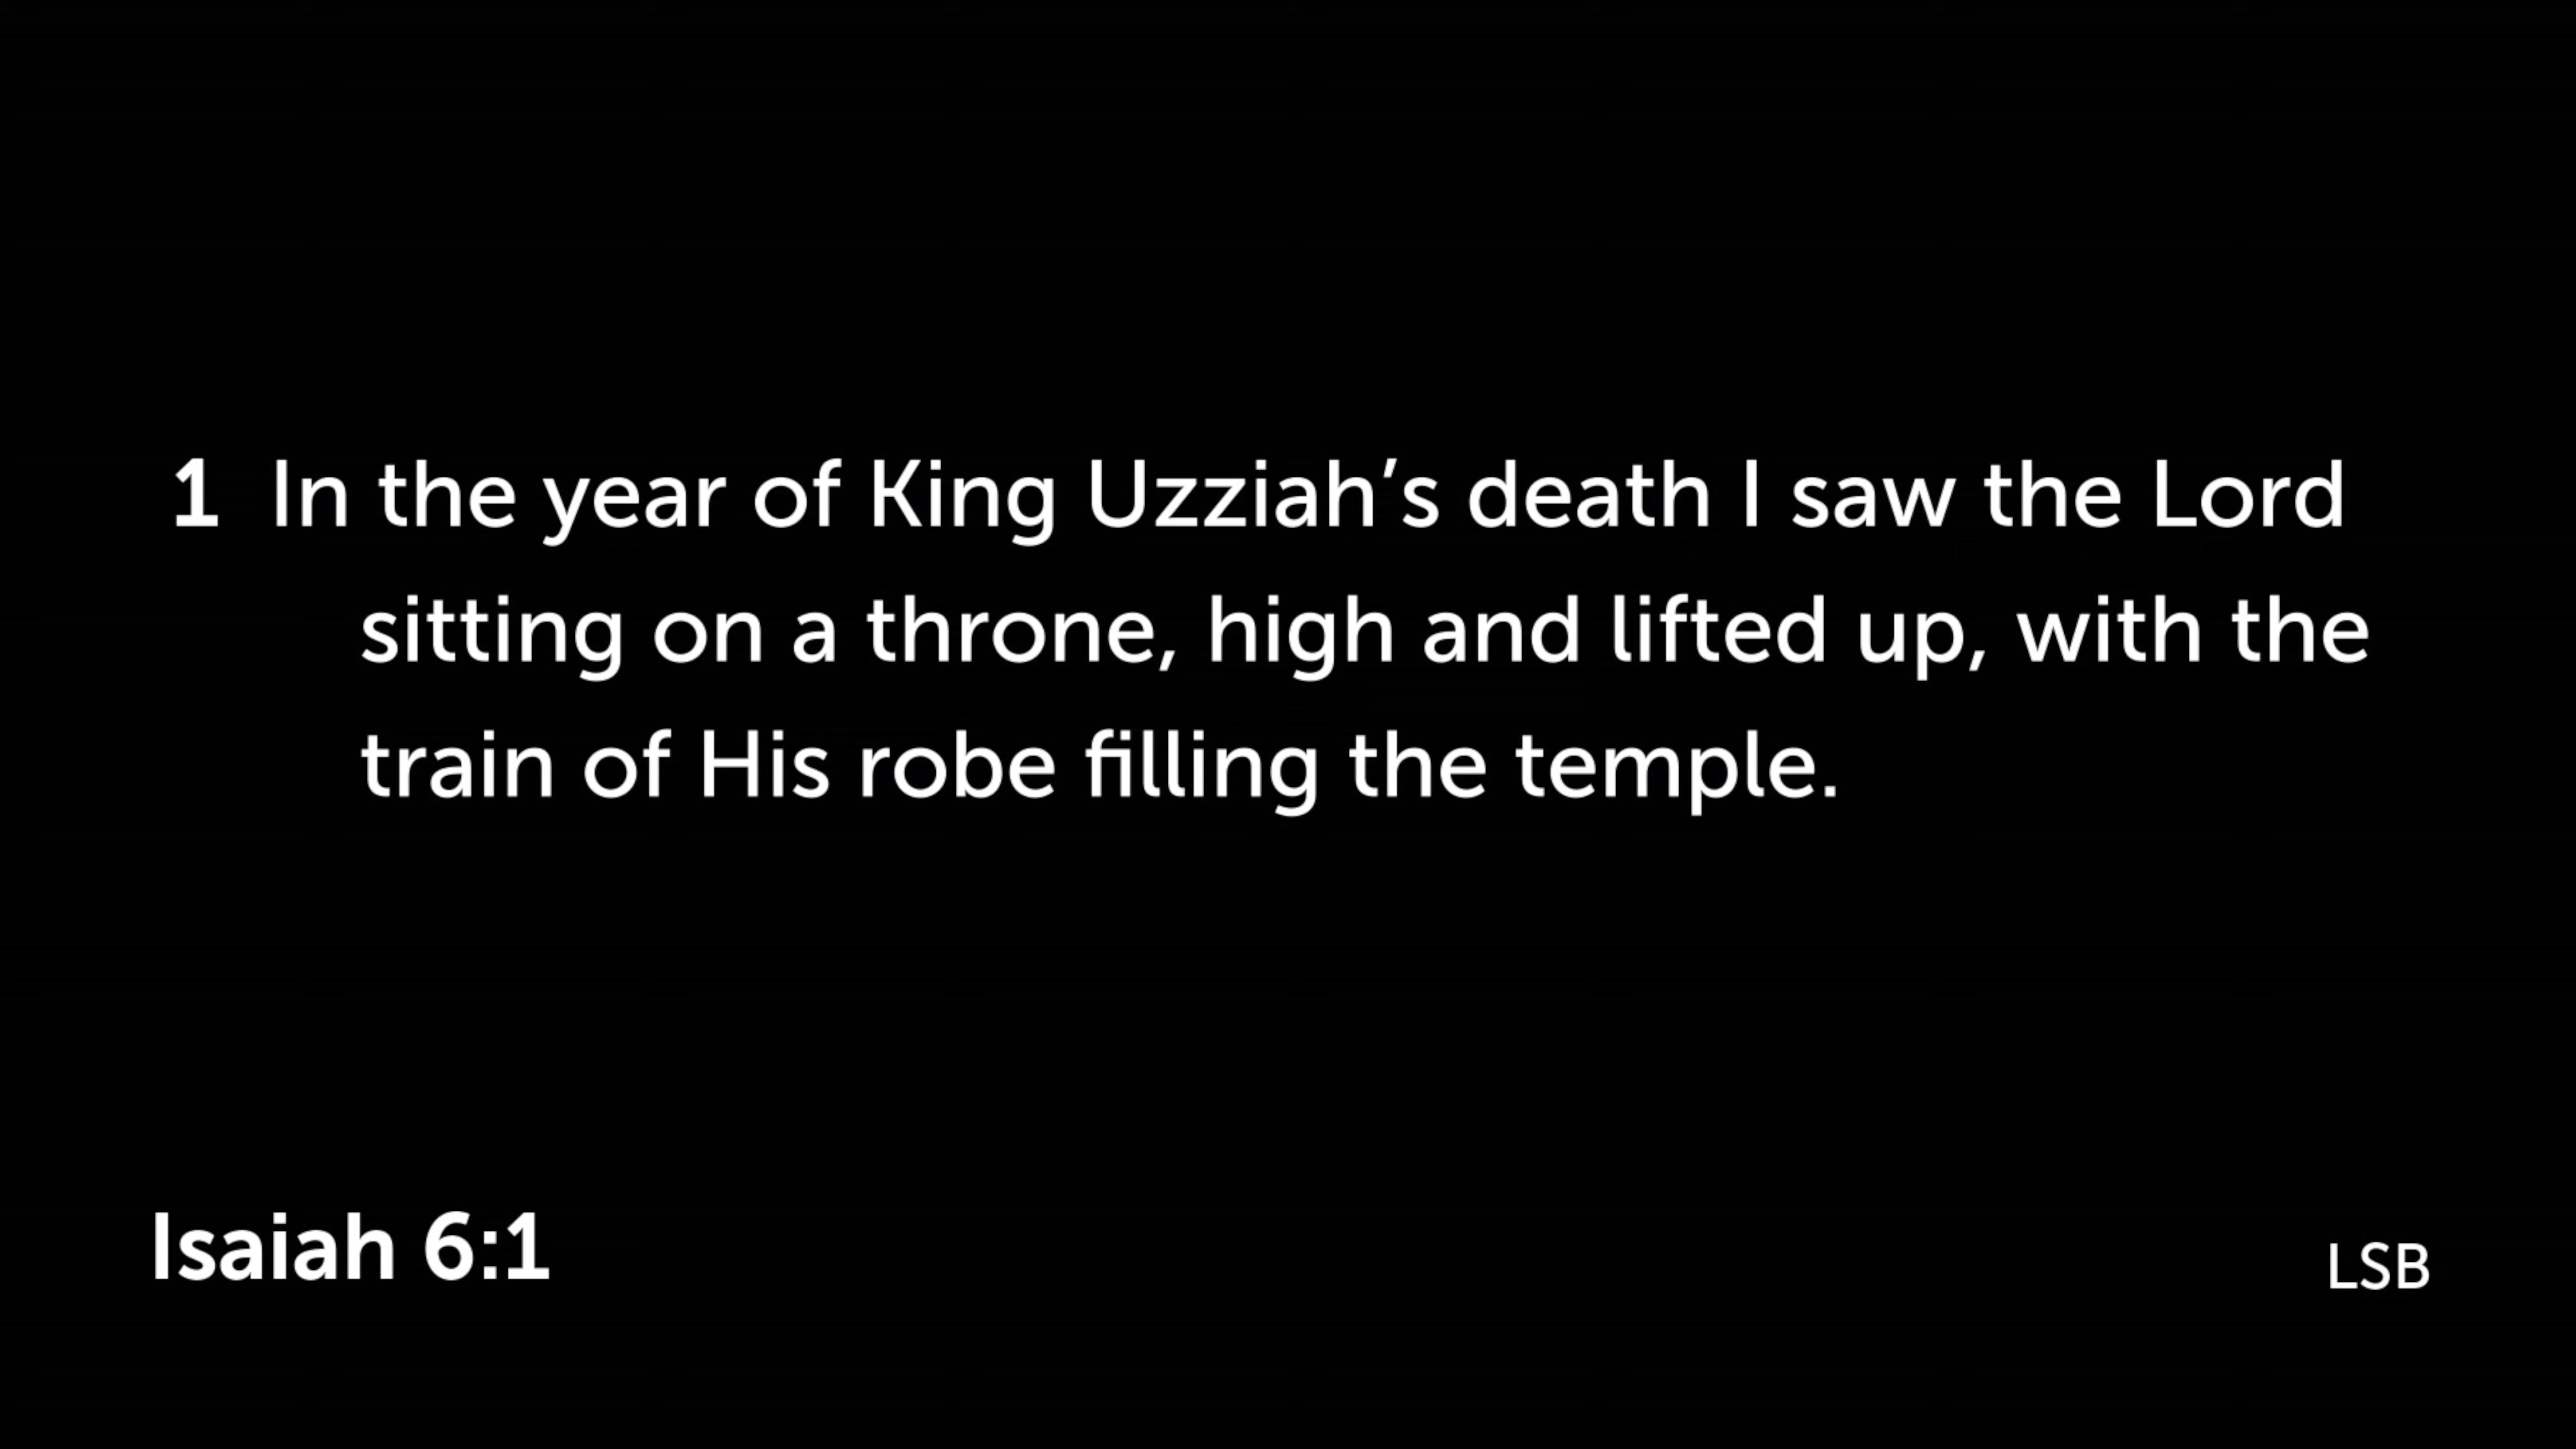 1 In the year of King Uzziah’s death I saw the Lord
sitting on a throne, high and lifted up, with the
train of His robe filling the temple.
Isaiah 6:1
LSB